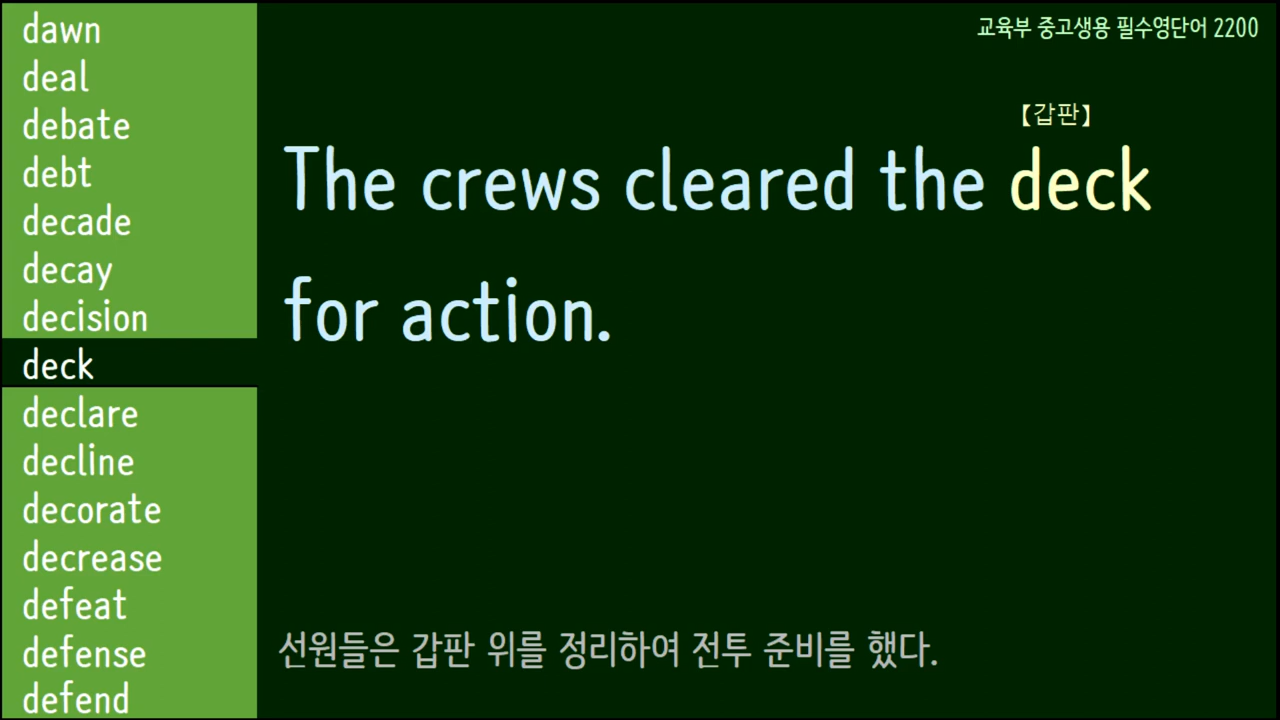 dawn
deal
debate
debt
decade
decay
decision
deck
declare
decline
decorate
decrease
defeat
defense
defend
교육부 중고생용 필수영단어 2200
【갑판】
The crews cleared the deck
for action.
선원들은 갑판 위를 정리하여 전투 준비를 했다.